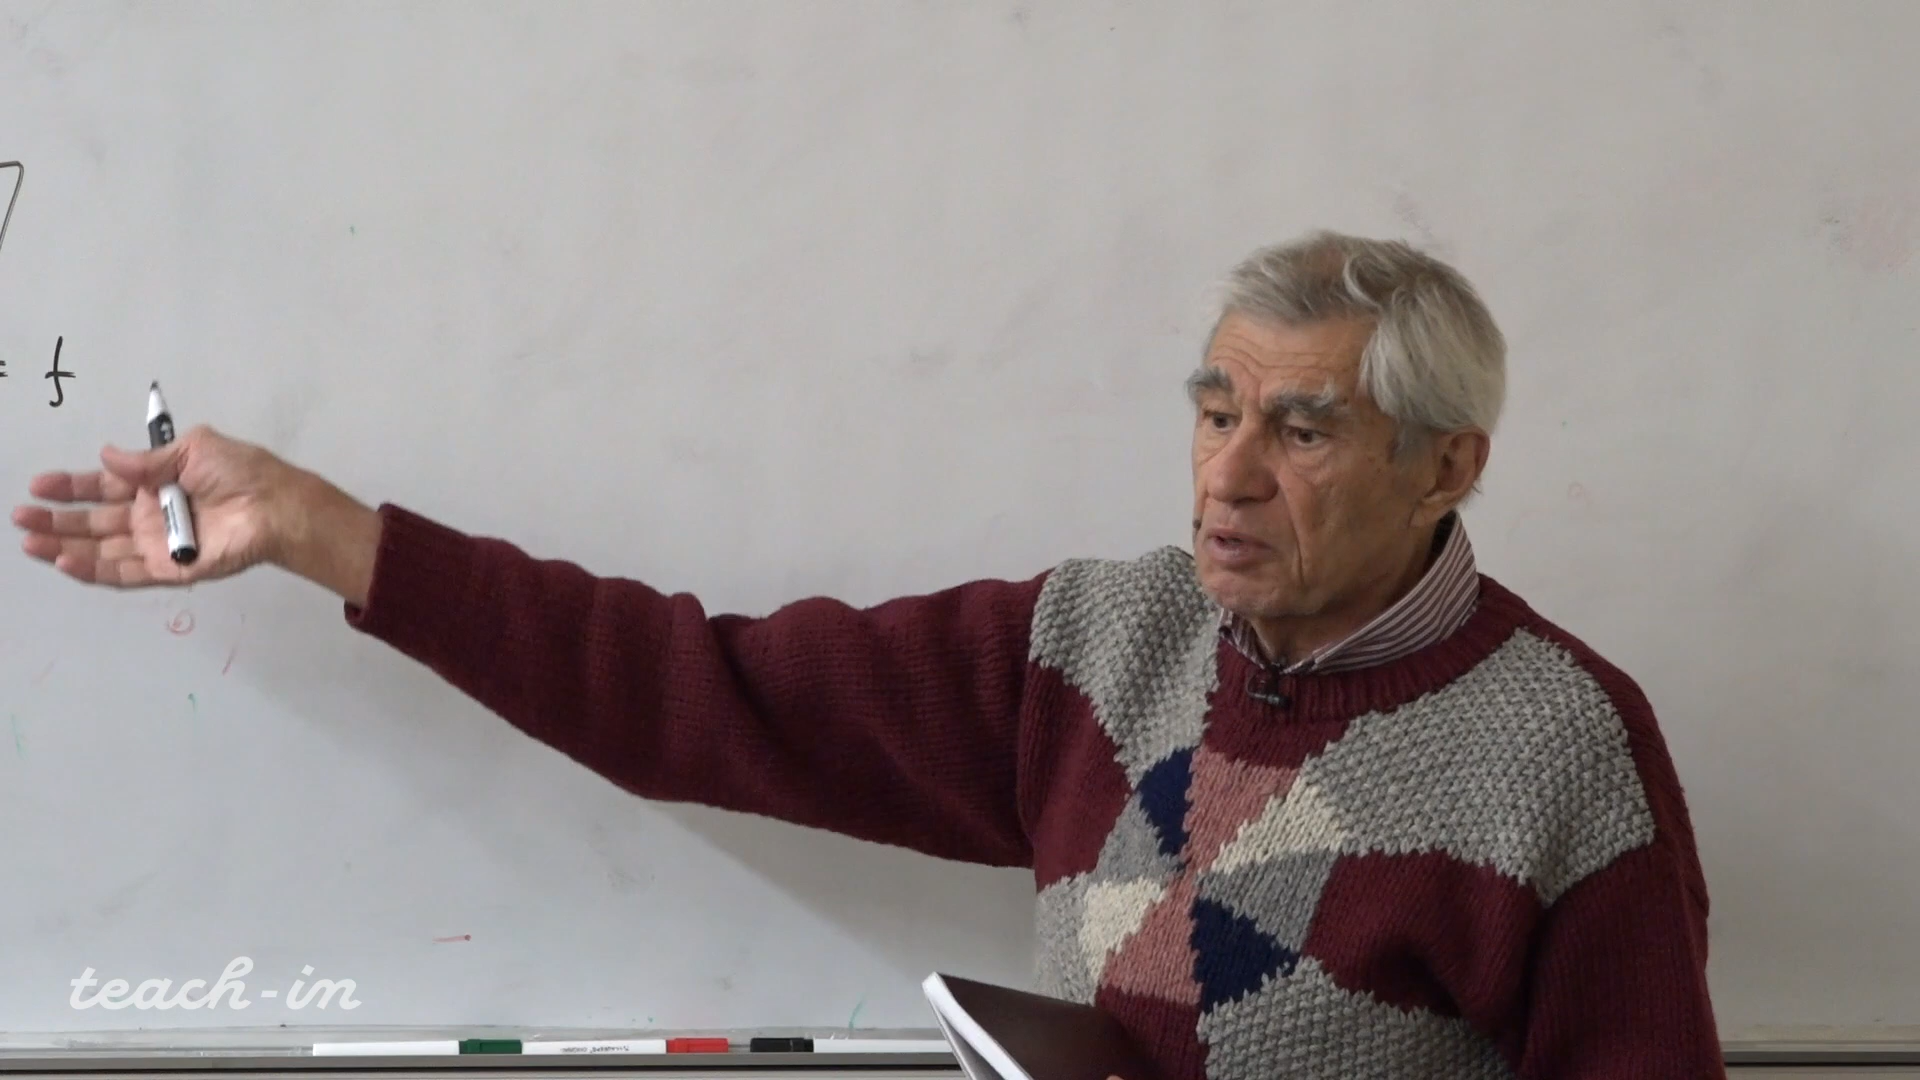 = f
teach-in